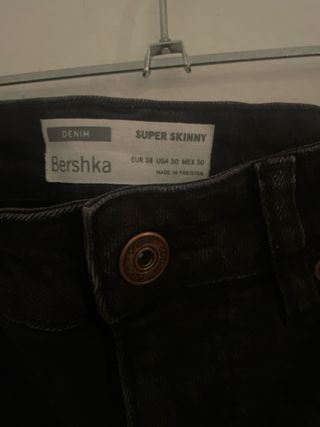 DENIM
SUPER SKINNY
Bershka
EUR 38 USA 30 MEX 30
MADE IN PAKISTAN